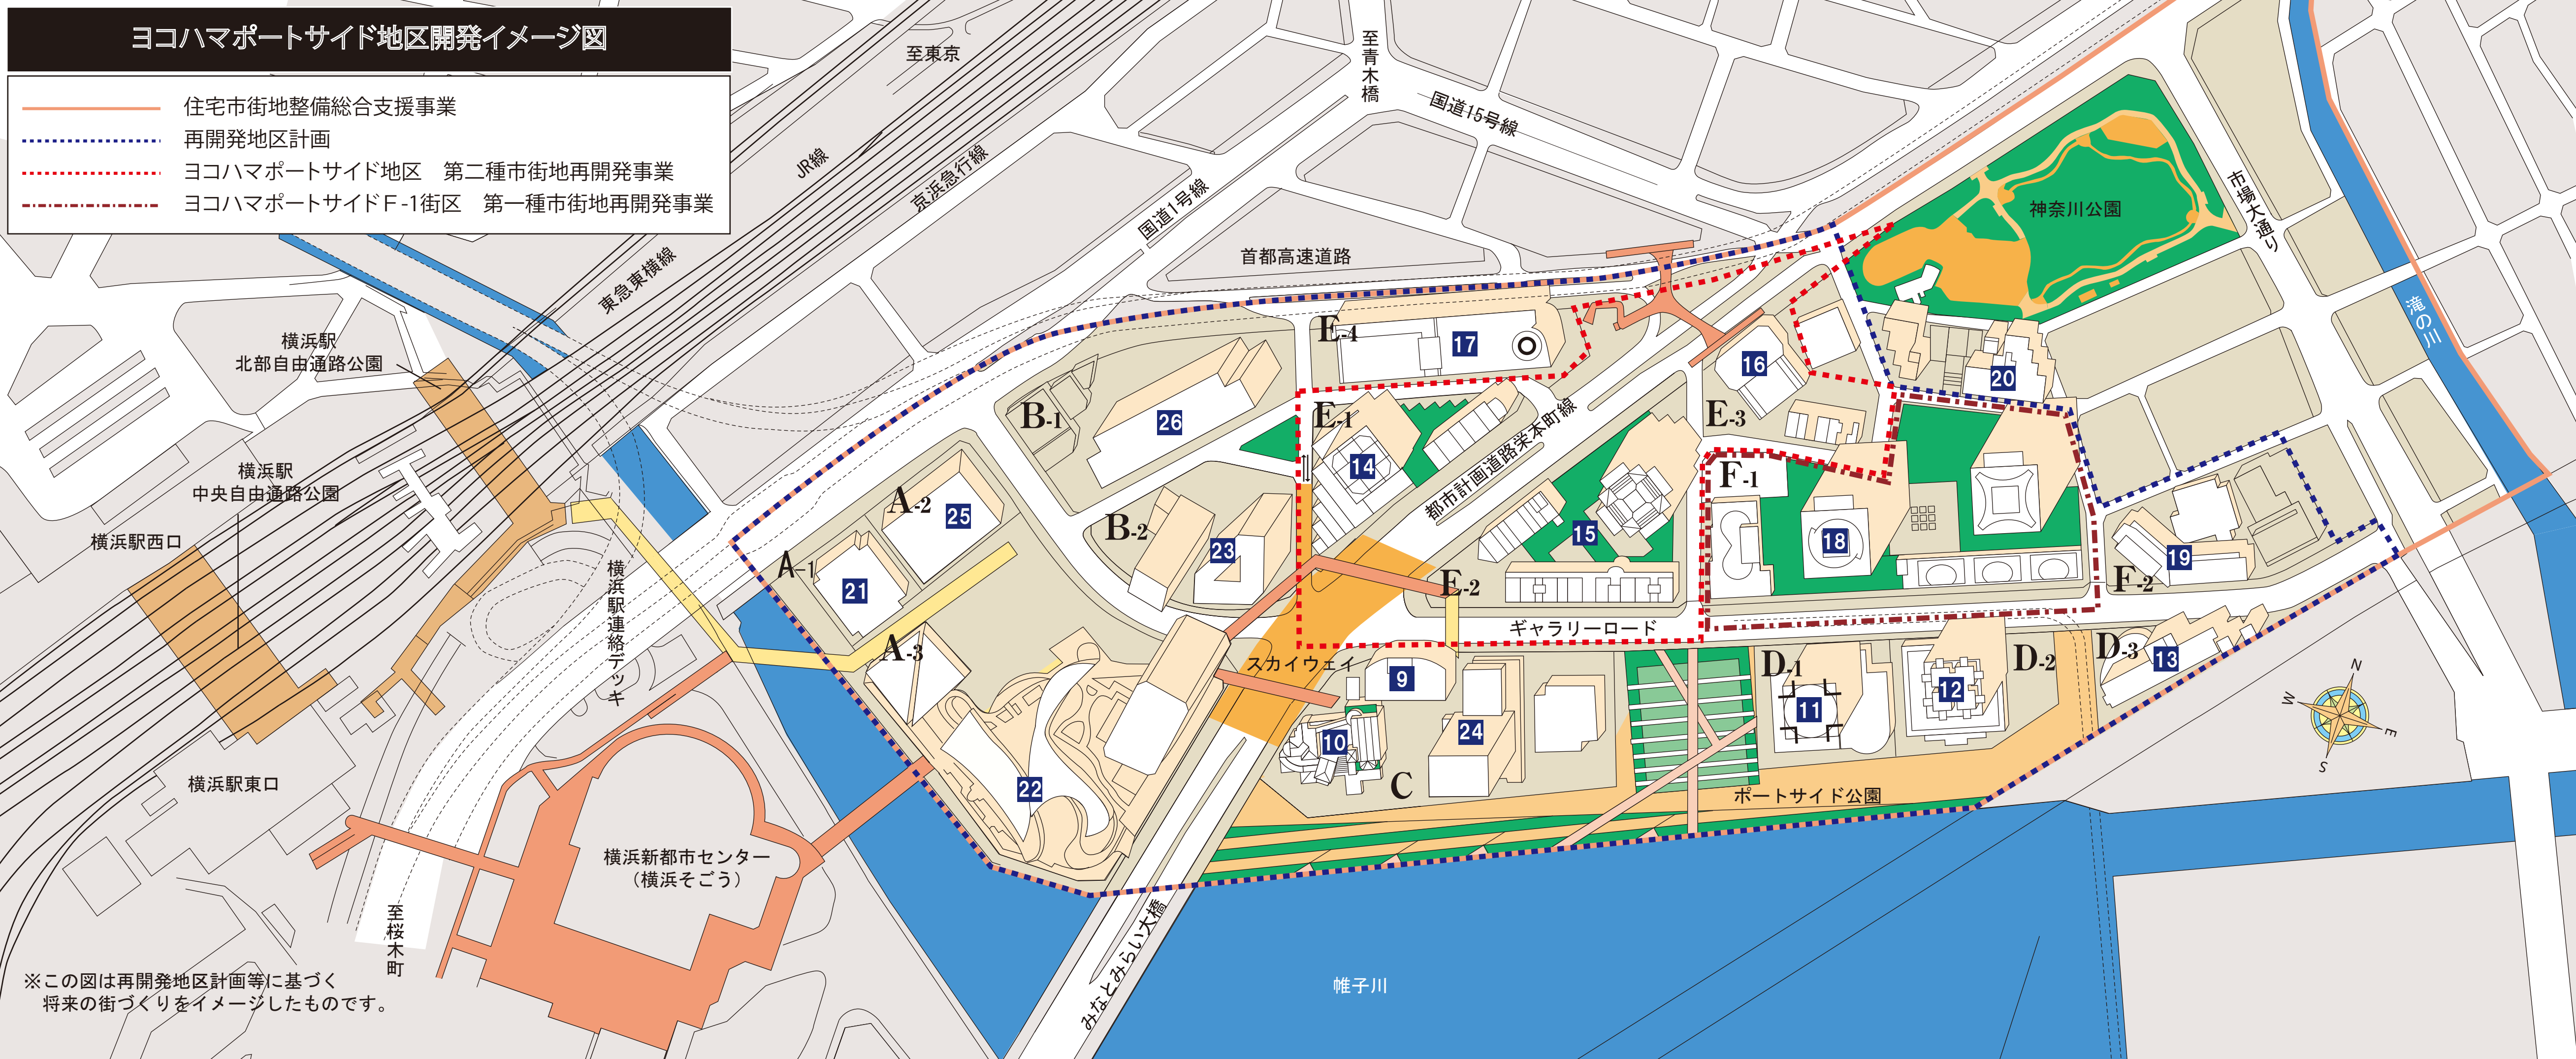 ヨコハマポートサイド地区開発イメージ図
住宅市街地整備総合支援事業
再開発地区計画
ヨコハマポートサイド地区　第二種市街地再開発事業
ヨコハマポートサイドF-1街区　第一種市街地再開発事業
至東京
至青木橋
国道15号線
JR線
京浜急行線
国道1号線
東急東横線
首都高速道路
神奈川公園
市場大通り
滝の川
横浜駅
北部自由通路公園
横浜駅
中央自由通路公園
横浜駅西口
横浜駅東口
横浜駅連絡デッキ
横浜新都市センター
（横浜そごう）
至桜木町
E-4
17
16
20
B-1
26
E-1
14
E-3
都市計画道路栄本町線
A-2
25
B-2
23
15
F-1
18
19
F-2
A-1
21
E-2
ギャラリーロード
A-3
スカイウェイ
9
D-1
D-2
D-3
13
12
11
10
24
C
22
ポートサイド公園
みなとみらい大橋
帷子川
N
W
E
S
※この図は再開発地区計画等に基づく
将来の街づくりをイメージしたものです。